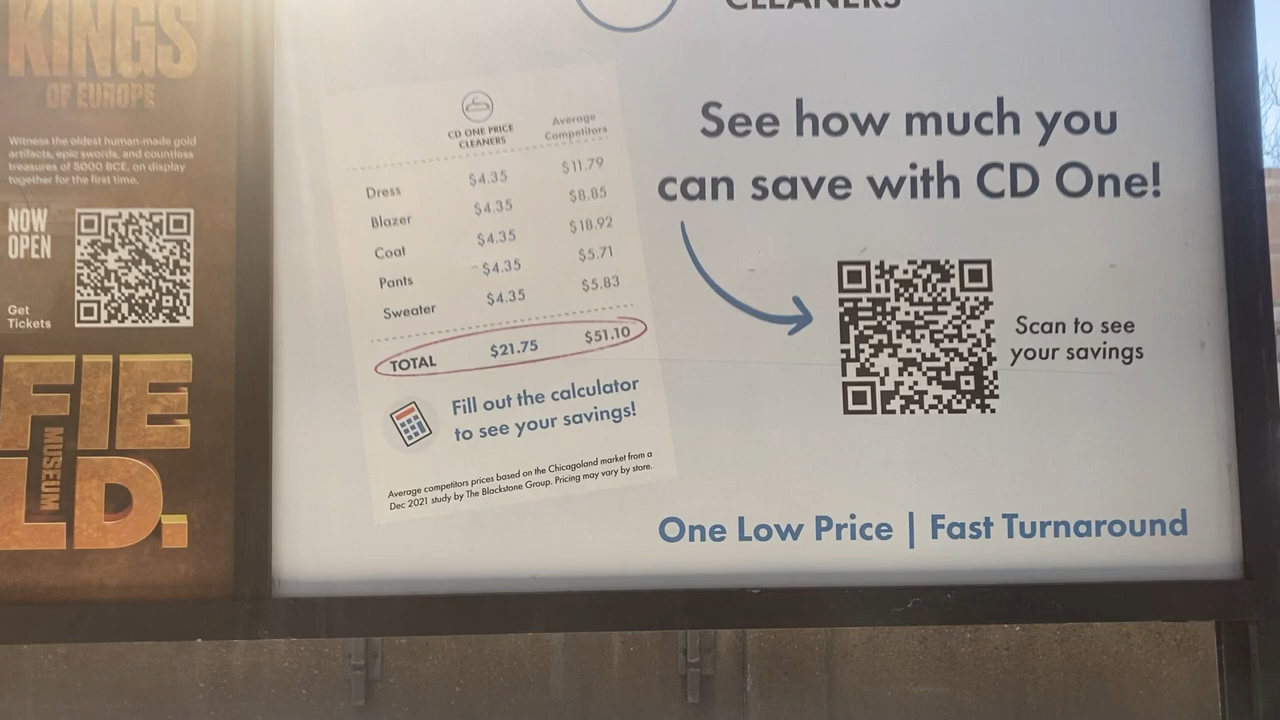 KINGS
OF EUROPE
Witness the oldest human-made gold
artifacts, epic swords, and countless
treasures of 5000 BCE, on display
together for the first time.
NOW
OPEN
Get
Tickets
FIE
LD.
MUSEUM
CLEANERS
CD ONE PRICE
CLEANERS
Average
Competitors
Dress $4.35 $11.79
Blazer $4.35 $8.85
Coat $4.35 $18.92
Pants $4.35 $5.71
Sweater $4.35 $5.83
TOTAL $21.75 $51.10
Fill out the calculator
to see your savings!
Average competitors prices based on the Chicagoland market from a
Dec 2021 study by The Blackstone Group. Pricing may vary by store.
See how much you
can save with CD One!
Scan to see
your savings
One Low Price | Fast Turnaround